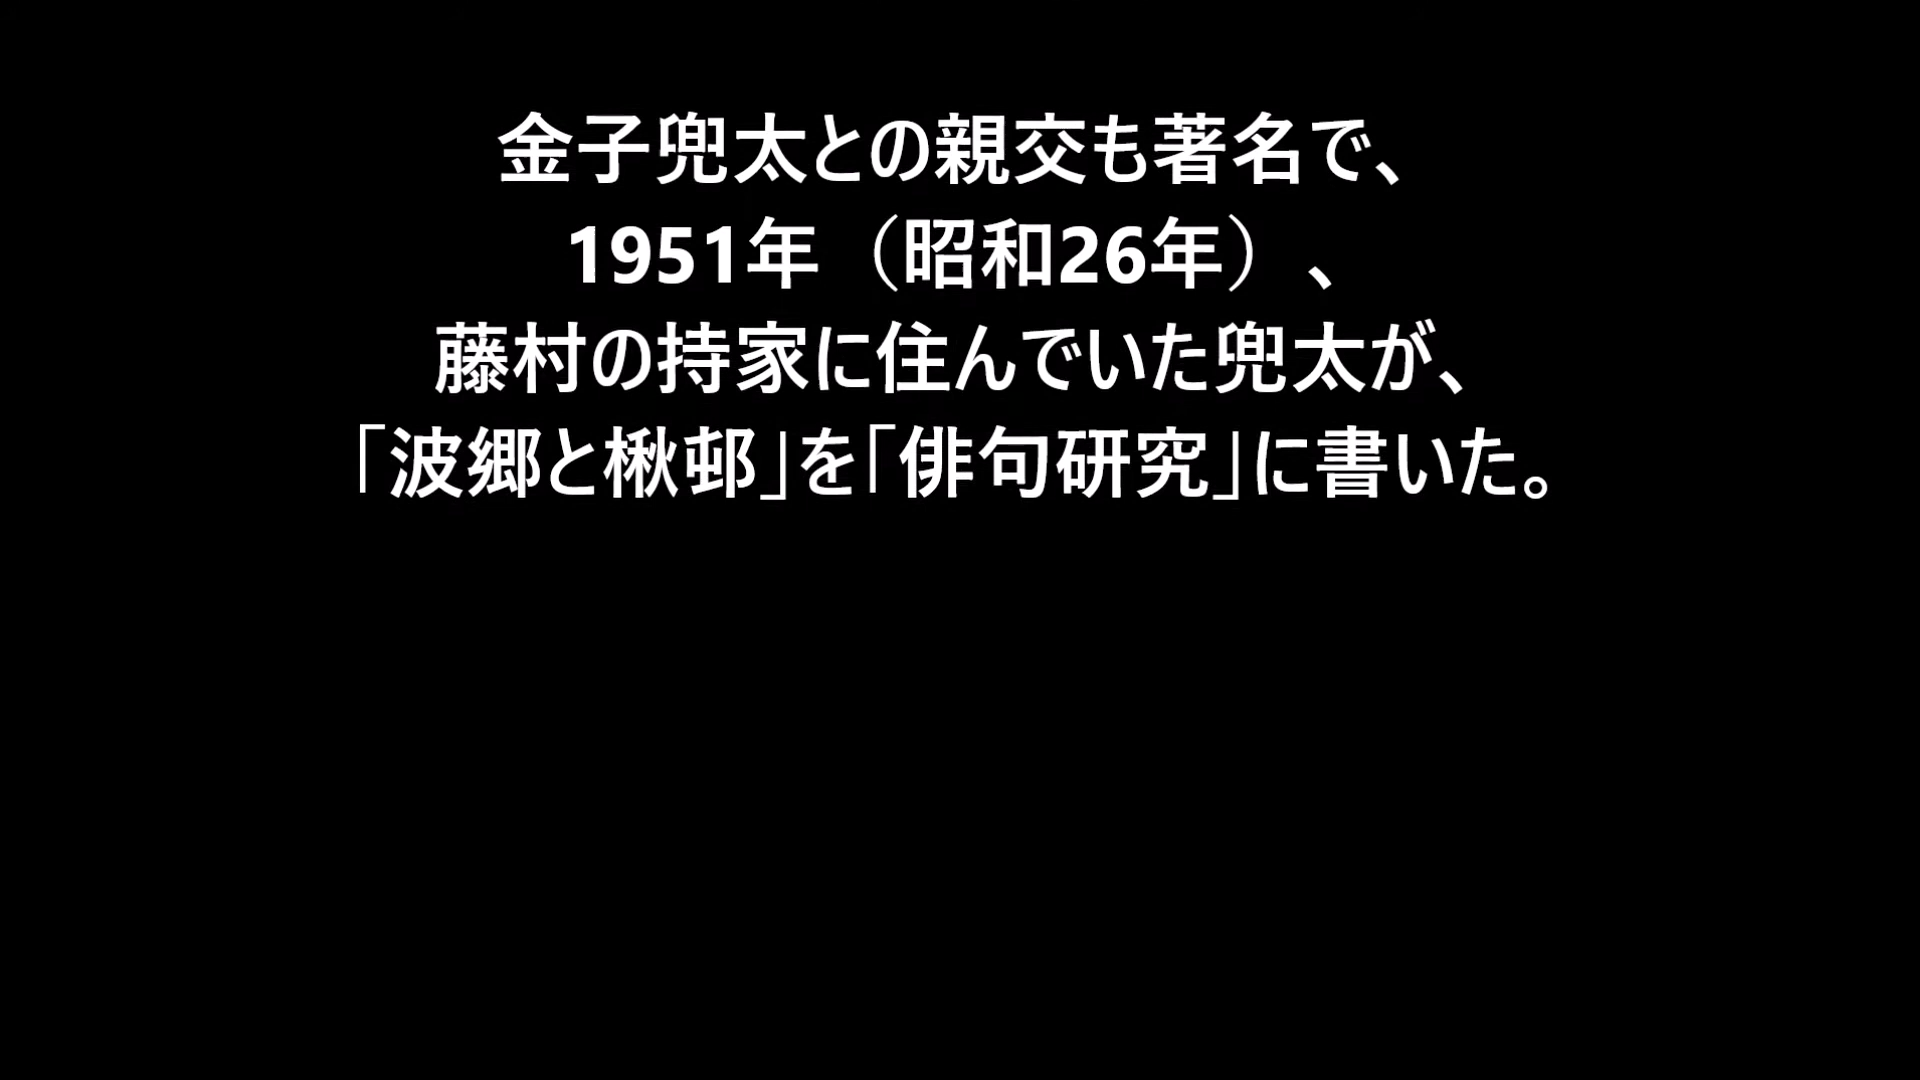 金子兜太との親交も著名で、
1951年（昭和26年）、
藤村の持家に住んでいた兜太が、
「波郷と楸邨」を「俳句研究」に書いた。